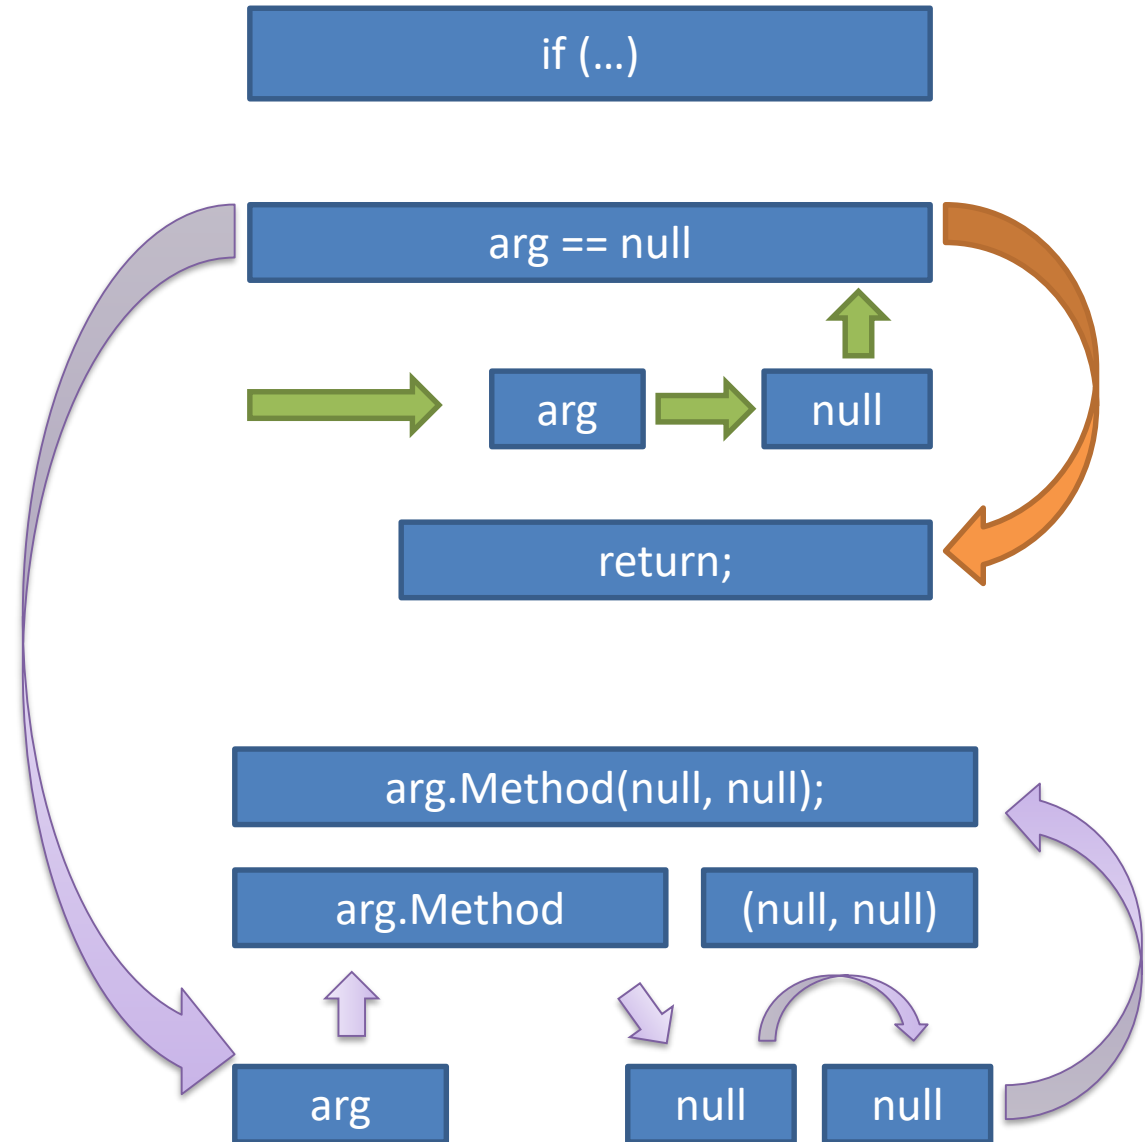 if (…)
arg == null
arg
null
return;
arg.Method(null, null);
arg.Method
(null, null)
arg
null
null